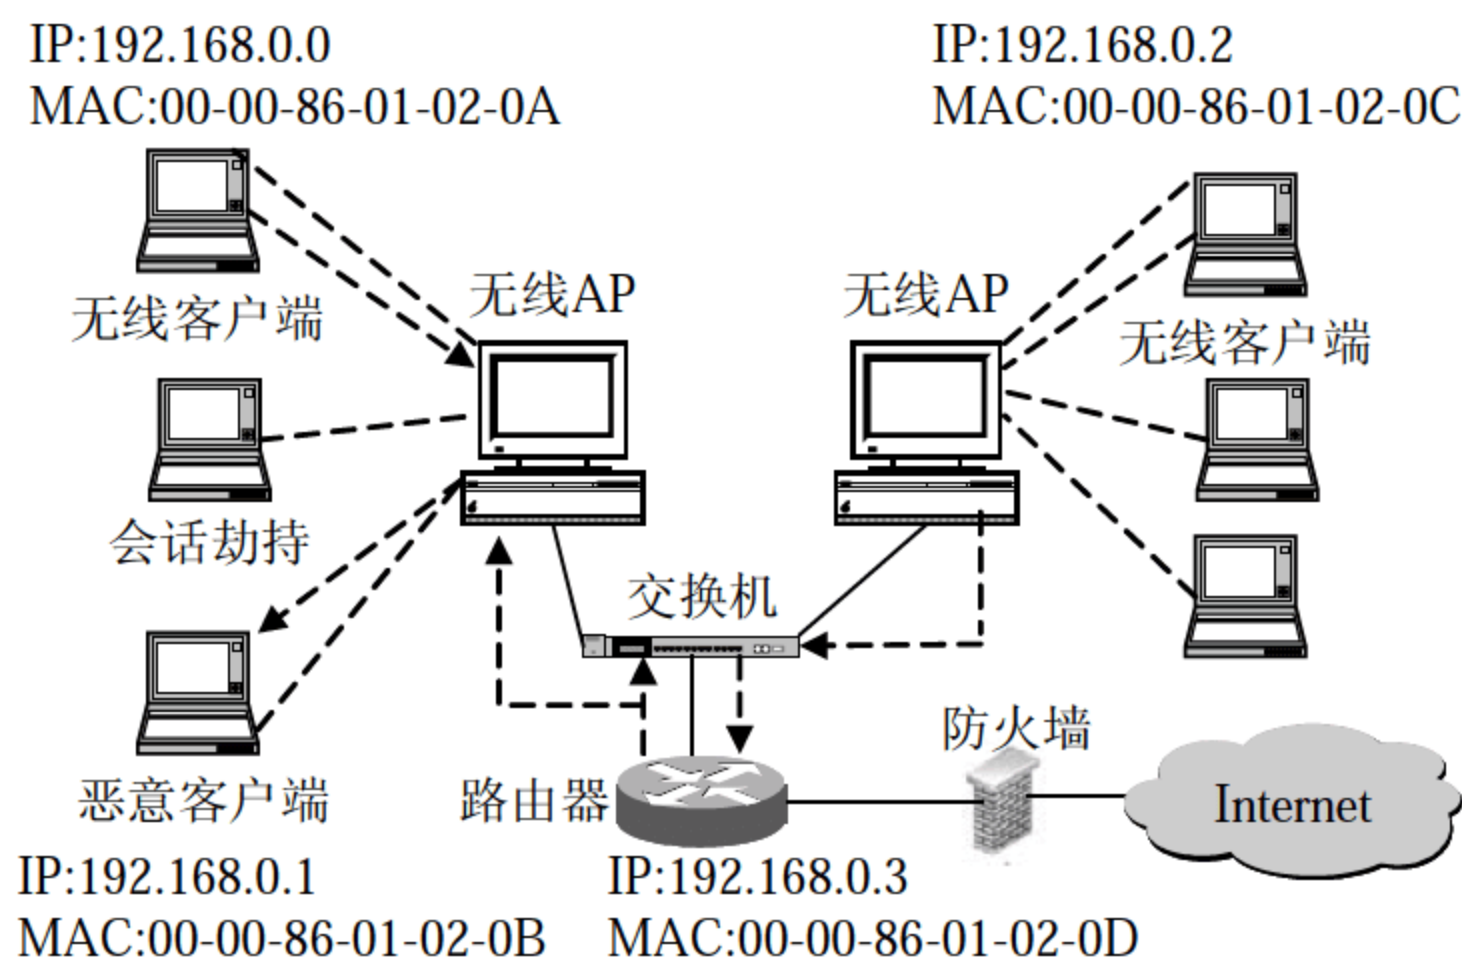 IP:192.168.0.0
MAC:00-00-86-01-02-0A
IP:192.168.0.2
MAC:00-00-86-01-02-0C
无线客户端
无线AP
无线AP
无线客户端
会话劫持
交换机
恶意客户端
路由器
防火墙
Internet
IP:192.168.0.1
MAC:00-00-86-01-02-0B
IP:192.168.0.3
MAC:00-00-86-01-02-0D